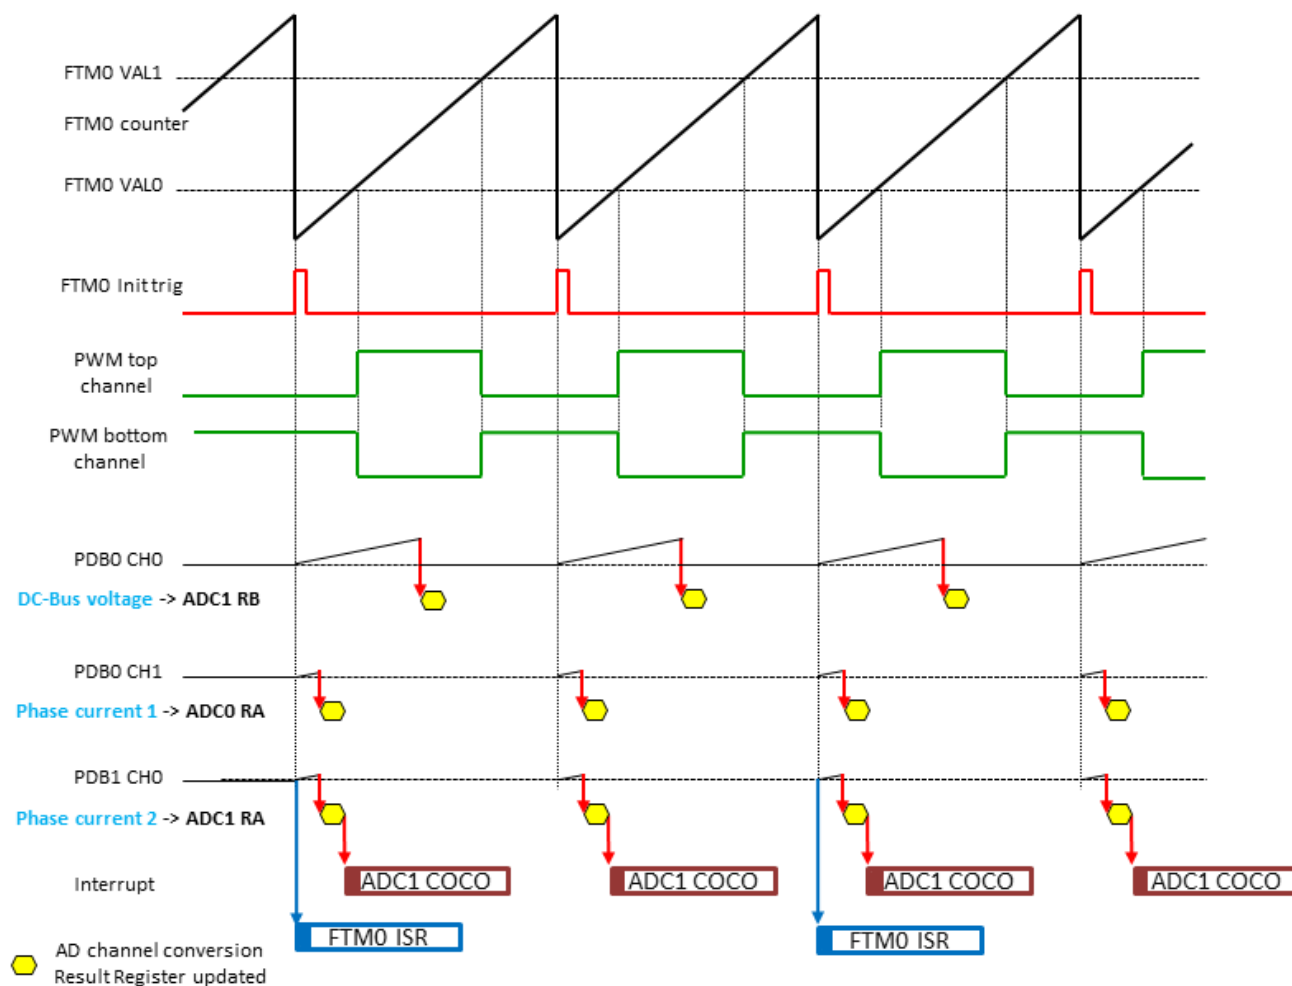 FTM0 VAL1
FTM0 counter
FTM0 VAL0
FTM0 Init trig
PWM top
channel
PWM bottom
channel
PDB0 CH0
DC-Bus voltage -> ADC1 RB
PDB0 CH1
Phase current 1 -> ADC0 RA
PDB1 CH0
Phase current 2 -> ADC1 RA
Interrupt
ADC1 COCO
ADC1 COCO
ADC1 COCO
ADC1 COCO
FTM0 ISR
FTM0 ISR
AD channel conversion
Result Register updated